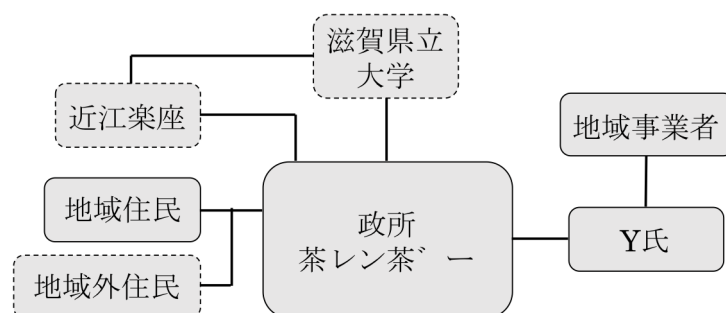 滋賀県立
大学
近江楽座
地域事業者
地域住民
政所
茶レン茶゛ー
Y氏
地域外住民